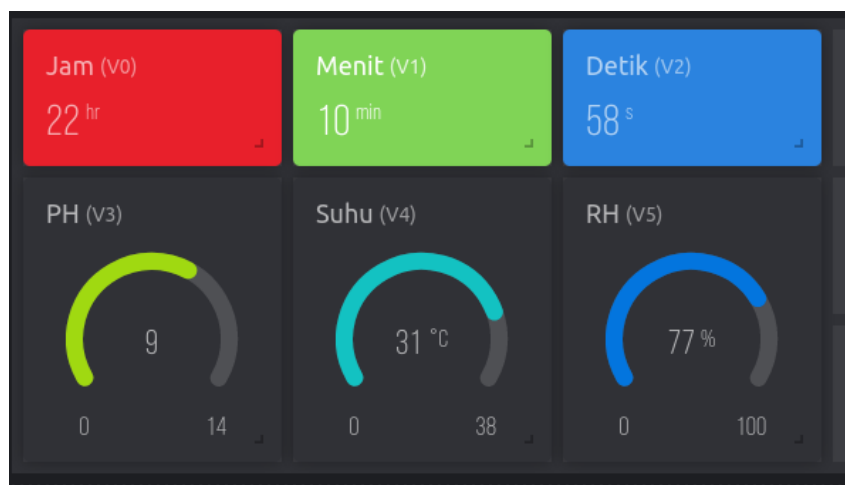 Jam (V0)
22 hr
Menit (V1)
10 min
Detik (V2)
58 s
PH (V3)
9
0
14
Suhu (V4)
31 °C
0
38
RH (V5)
77 %
0
100